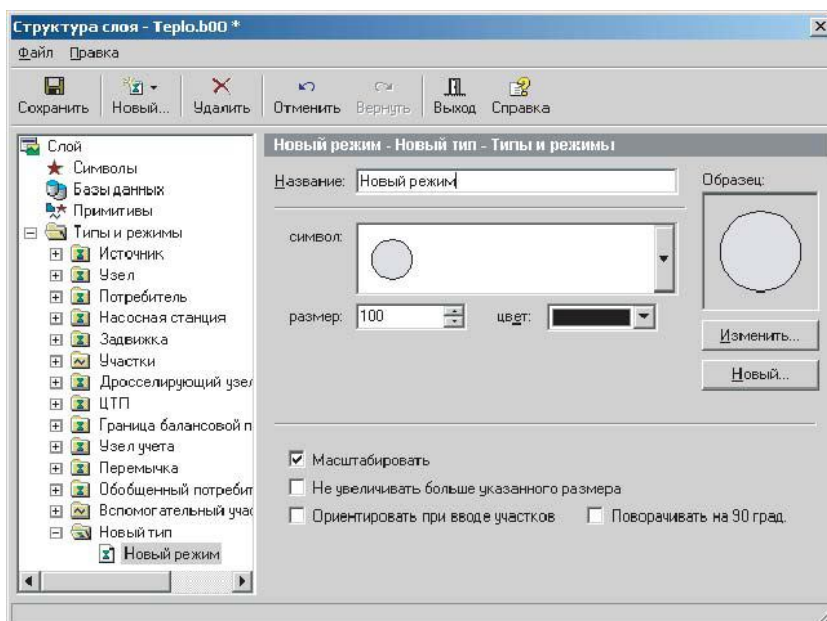 Структура слоя - Teplo.b00 *
Файл Правка
Сохранить Новый... Удалить Отменить Вернуть Выход Справка
Слой
Символы
Базы данных
Примитивы
Типы и режимы
Источник
Узел
Потребитель
Насосная станция
Задвижка
Участки
Дросселирующий узел
ЦТП
Граница балансовой п
Узел учета
Перемычка
Обобщенный потребит
Вспомогательный учас
Новый тип
Новый режим
Новый режим - Новый тип - Типы и режимы
Название: Новый режим
Образец:
символ:
размер: 100 цвет:
Изменить...
Новый...
Масштабировать
Не увеличивать больше указанного размера
Ориентировать при вводе участков Поворачивать на 90 град.